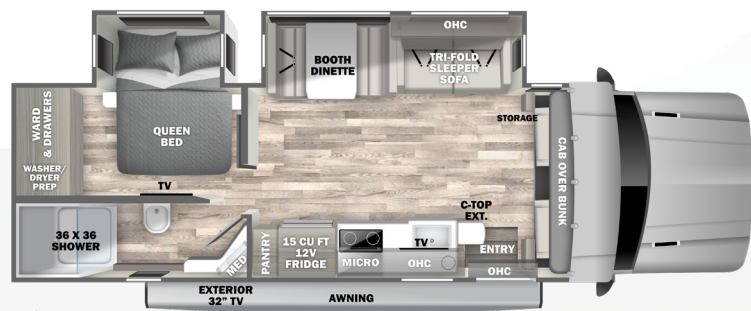 OHC
BOOTH
DINETTE
TRI-FOLD
SLEEPER
SOFA
WARD
& DRAWERS
QUEEN
BED
STORAGE
CAB OVER BUNK
WASHER/
DRYER
PREP
TV
36 X 36
SHOWER
MED
PANTRY
15 CU FT
12V
FRIDGE
MICRO
TV
OHC
C-TOP
EXT.
ENTRY
OHC
EXTERIOR
32" TV
AWNING